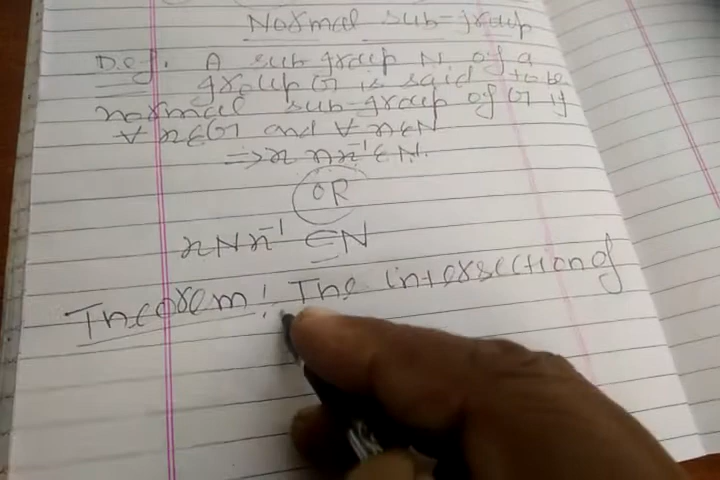 Normal sub-group
Def. A sub group N of a
group G is said to be
normal sub-group of G if
∀ x∈G and ∀ n∈N
⇒ x n x⁻¹ ∈ N.
OR
x N x⁻¹ ⊆ N
Theorem: The intersection of